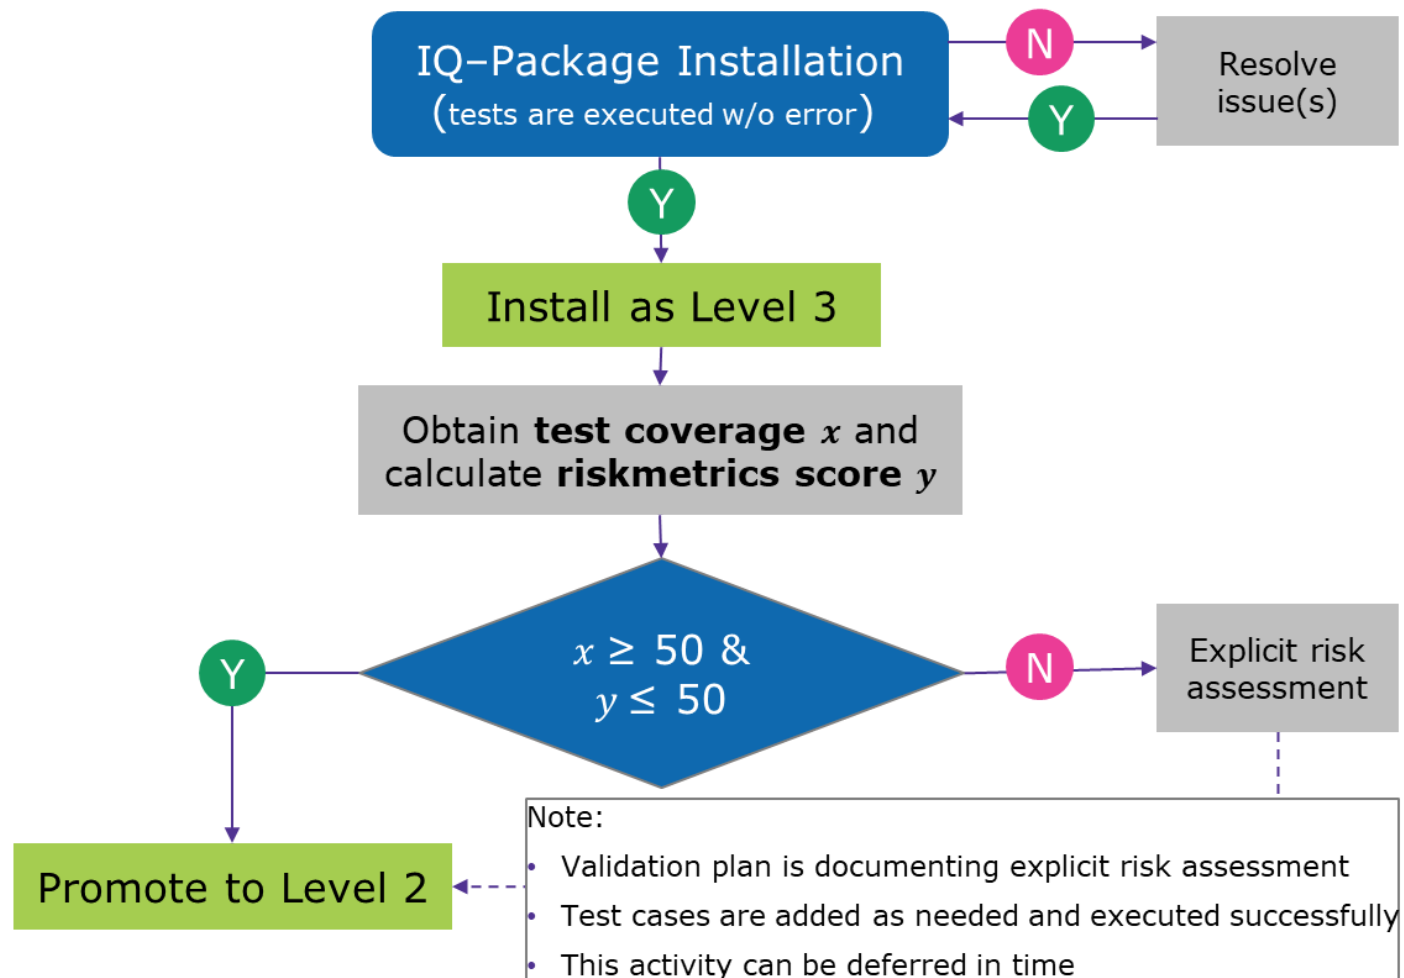 IQ–Package Installation
(tests are executed w/o error)
N
Y
Resolve
issue(s)
Y
Install as Level 3
Obtain test coverage x and
calculate riskmetrics score y
x ≥ 50 &
y ≤ 50
Y
N
Explicit risk
assessment
Promote to Level 2
Note:
• Validation plan is documenting explicit risk assessment
• Test cases are added as needed and executed successfully
• This activity can be deferred in time